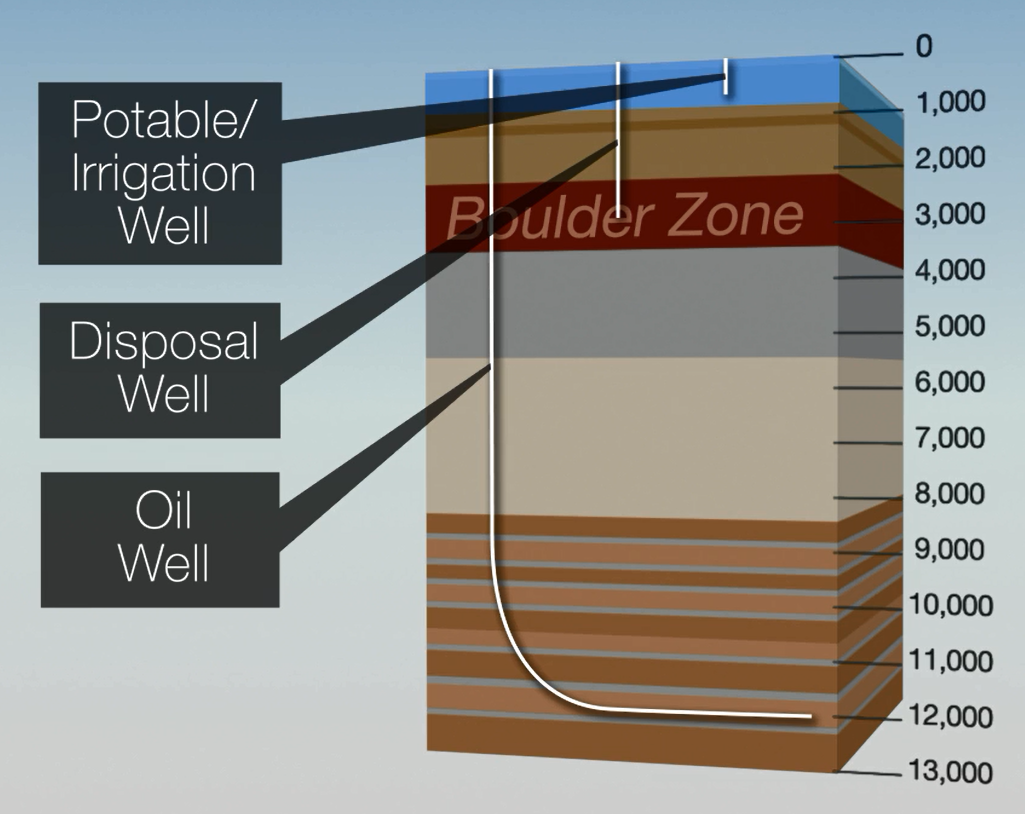 Potable/
Irrigation
Well
Disposal
Well
Oil
Well
Boulder Zone
0
1,000
2,000
3,000
4,000
5,000
6,000
7,000
8,000
9,000
10,000
11,000
12,000
13,000